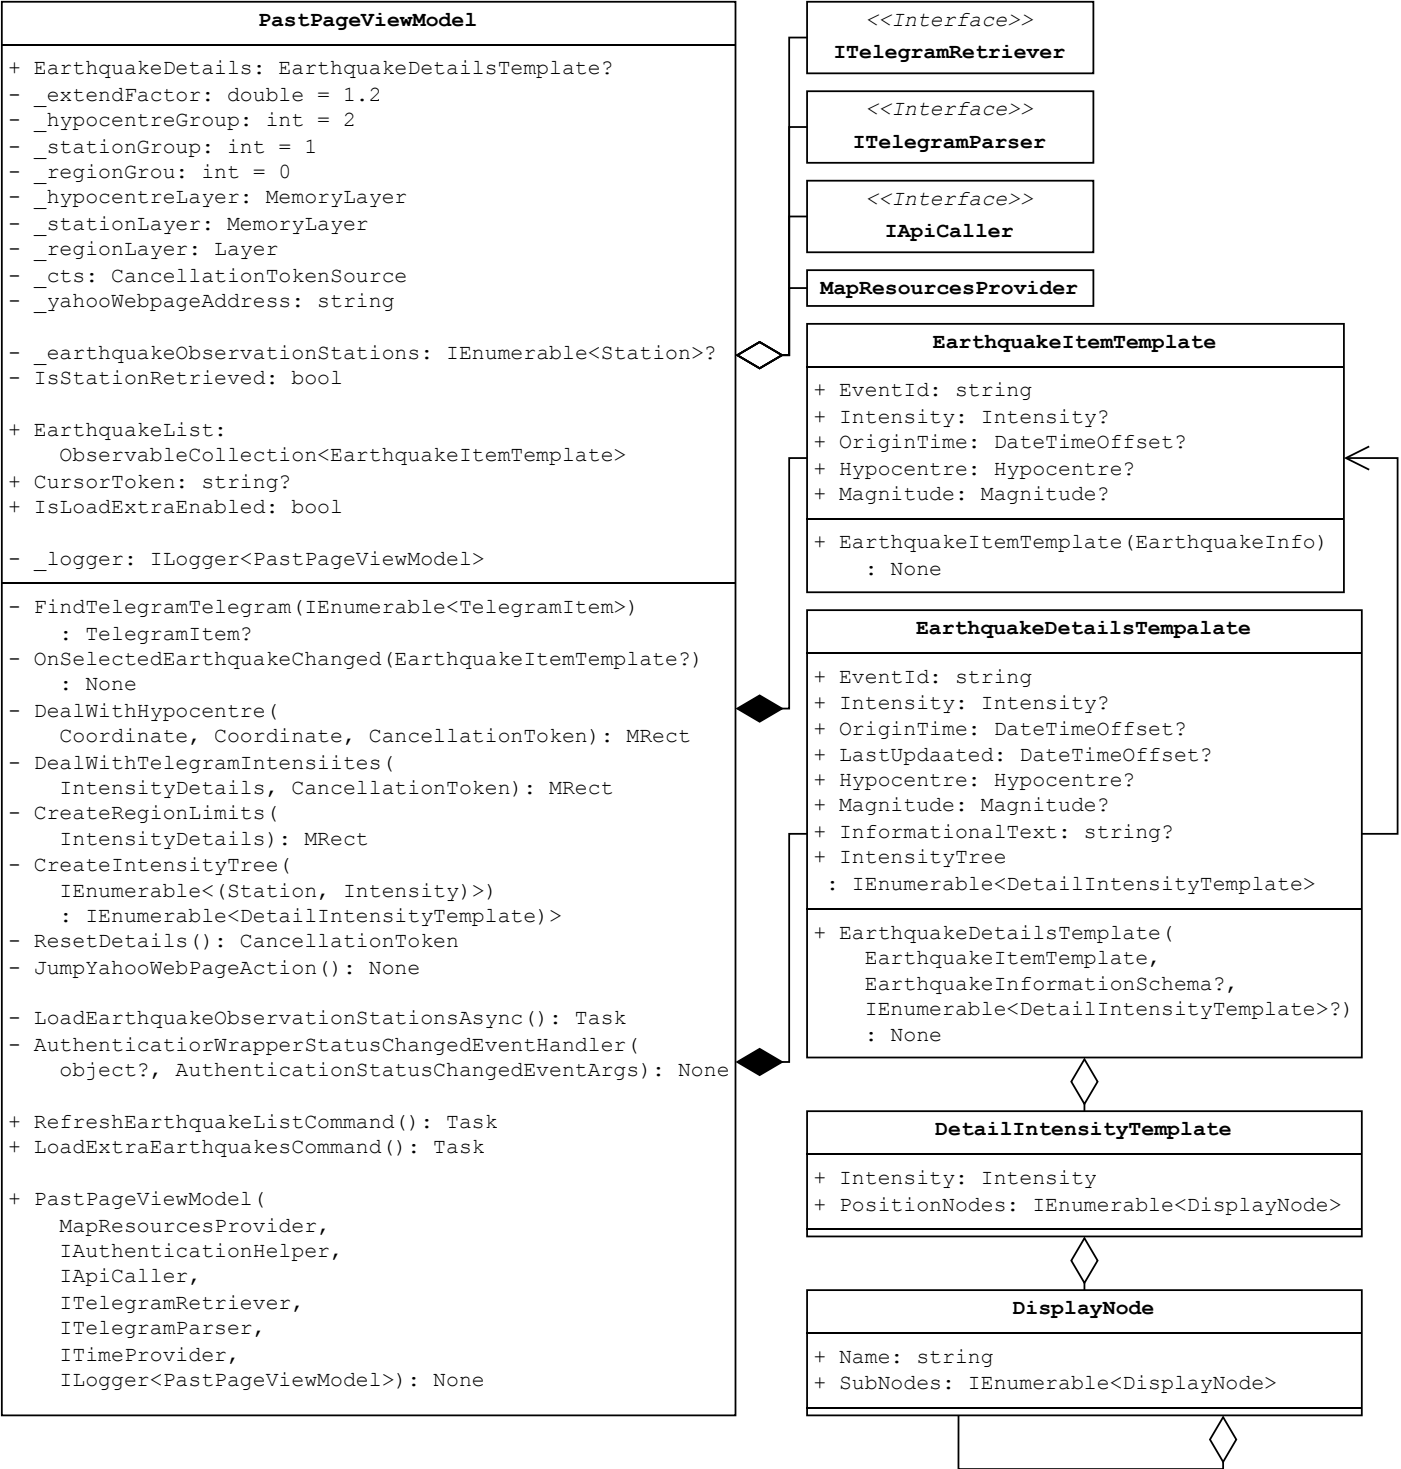 PastPageViewModel
+ EarthquakeDetails: EarthquakeDetailsTemplate?
- _extendFactor: double = 1.2
- _hypocentreGroup: int = 2
- _stationGroup: int = 1
- _regionGrou: int = 0
- _hypocentreLayer: MemoryLayer
- _stationLayer: MemoryLayer
- _regionLayer: Layer
- _cts: CancellationTokenSource
- _yahooWebpageAddress: string
- _earthquakeObservationStations: IEnumerable<Station>?
- IsStationRetrieved: bool
+ EarthquakeList:
ObservableCollection<EarthquakeItemTemplate>
+ CursorToken: string?
+ IsLoadExtraEnabled: bool
- _logger: ILogger<PastPageViewModel>
- FindTelegramTelegram(IEnumerable<TelegramItem>)
: TelegramItem?
- OnSelectedEarthquakeChanged(EarthquakeItemTemplate?)
: None
- DealWithHypocentre(
Coordinate, Coordinate, CancellationToken): MRect
- DealWithTelegramIntensiites(
IntensityDetails, CancellationToken): MRect
- CreateRegionLimits(
IntensityDetails): MRect
- CreateIntensityTree(
IEnumerable<(Station, Intensity)>)
: IEnumerable<DetailIntensityTemplate)>
- ResetDetails(): CancellationToken
- JumpYahooWebPageAction(): None
- LoadEarthquakeObservationStationsAsync(): Task
- AuthenticatiorWrapperStatusChangedEventHandler(
object?, AuthenticationStatusChangedEventArgs): None
+ RefreshEarthquakeListCommand(): Task
+ LoadExtraEarthquakesCommand(): Task
+ PastPageViewModel(
MapResourcesProvider,
IAuthenticationHelper,
IApiCaller,
ITelegramRetriever,
ITelegramParser,
ITimeProvider,
ILogger<PastPageViewModel>): None
<<Interface>>
ITelegramRetriever
<<Interface>>
ITelegramParser
<<Interface>>
IApiCaller
MapResourcesProvider
EarthquakeItemTemplate
+ EventId: string
+ Intensity: Intensity?
+ OriginTime: DateTimeOffset?
+ Hypocentre: Hypocentre?
+ Magnitude: Magnitude?
+ EarthquakeItemTemplate(EarthquakeInfo)
: None
EarthquakeDetailsTempalate
+ EventId: string
+ Intensity: Intensity?
+ OriginTime: DateTimeOffset?
+ LastUpdaated: DateTimeOffset?
+ Hypocentre: Hypocentre?
+ Magnitude: Magnitude?
+ InformationalText: string?
+ IntensityTree
: IEnumerable<DetailIntensityTemplate>
+ EarthquakeDetailsTemplate(
EarthquakeItemTemplate,
EarthquakeInformationSchema?,
IEnumerable<DetailIntensityTemplate>?)
: None
DetailIntensityTemplate
+ Intensity: Intensity
+ PositionNodes: IEnumerable<DisplayNode>
DisplayNode
+ Name: string
+ SubNodes: IEnumerable<DisplayNode>